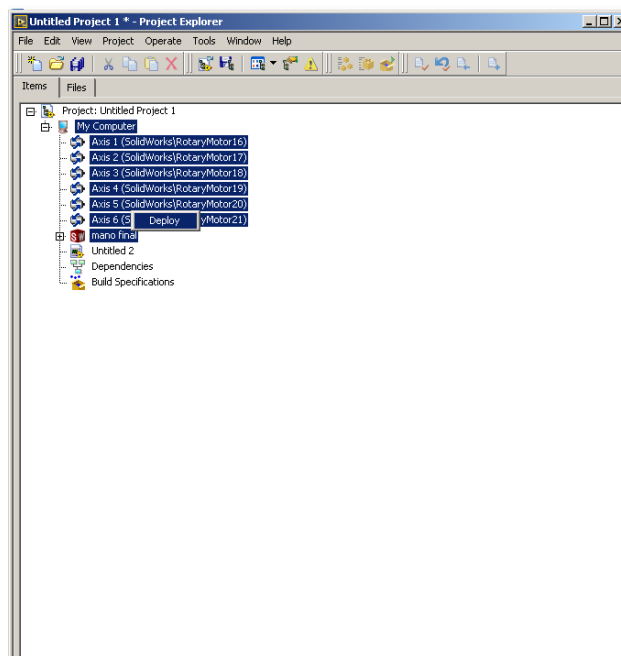 Untitled Project 1 * - Project Explorer
File Edit View Project Operate Tools Window Help
Items Files
Project: Untitled Project 1
My Computer
Axis 1 (SolidWorks\RotaryMotor16)
Axis 2 (SolidWorks\RotaryMotor17)
Axis 3 (SolidWorks\RotaryMotor18)
Axis 4 (SolidWorks\RotaryMotor19)
Axis 5 (SolidWorks\RotaryMotor20)
Axis 6 (S Deploy yMotor21)
mano final
Untitled 2
Dependencies
Build Specifications